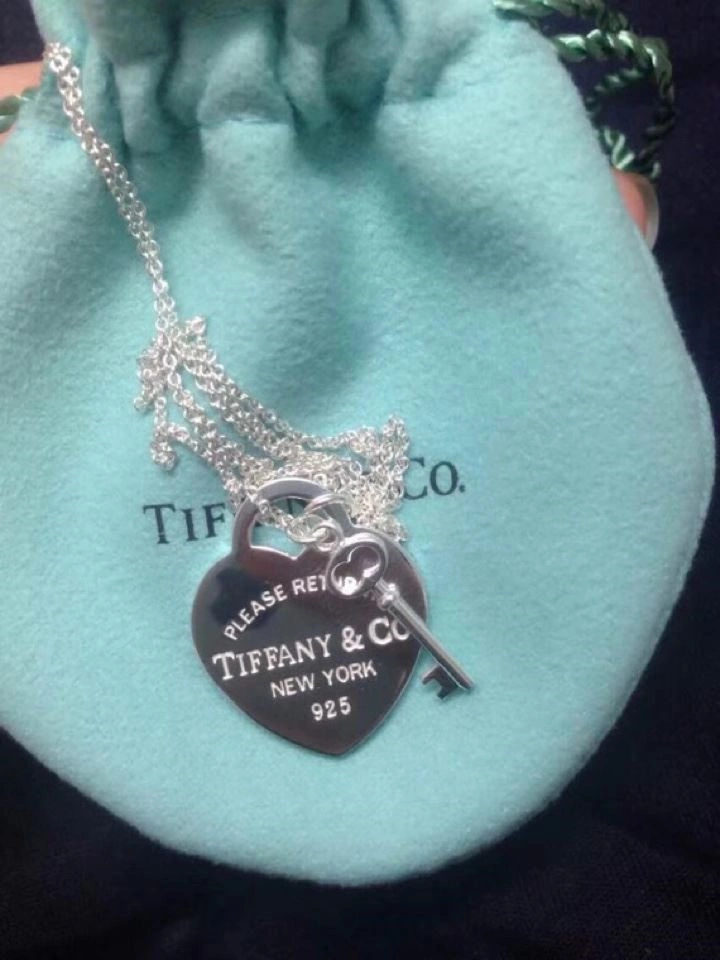 TIF Co.
PLEASE RET
TIFFANY & CO
NEW YORK
925